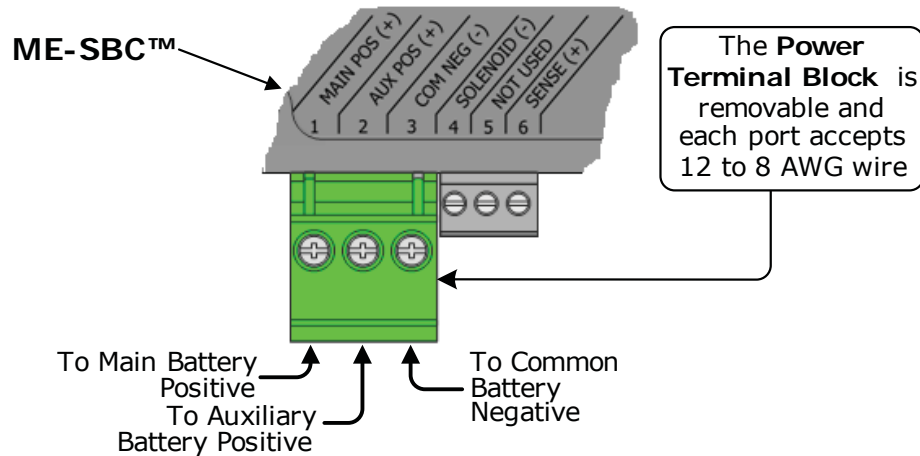 ME-SBC™
MAIN POS (+)
AUX POS (+)
COM NEG (-)
SOLENOID (-)
NOT USED
SENSE (+)
1 2 3 4 5 6
The Power
Terminal Block is
removable and
each port accepts
12 to 8 AWG wire
To Main Battery
Positive
To Auxiliary
Battery Positive
To Common
Battery
Negative